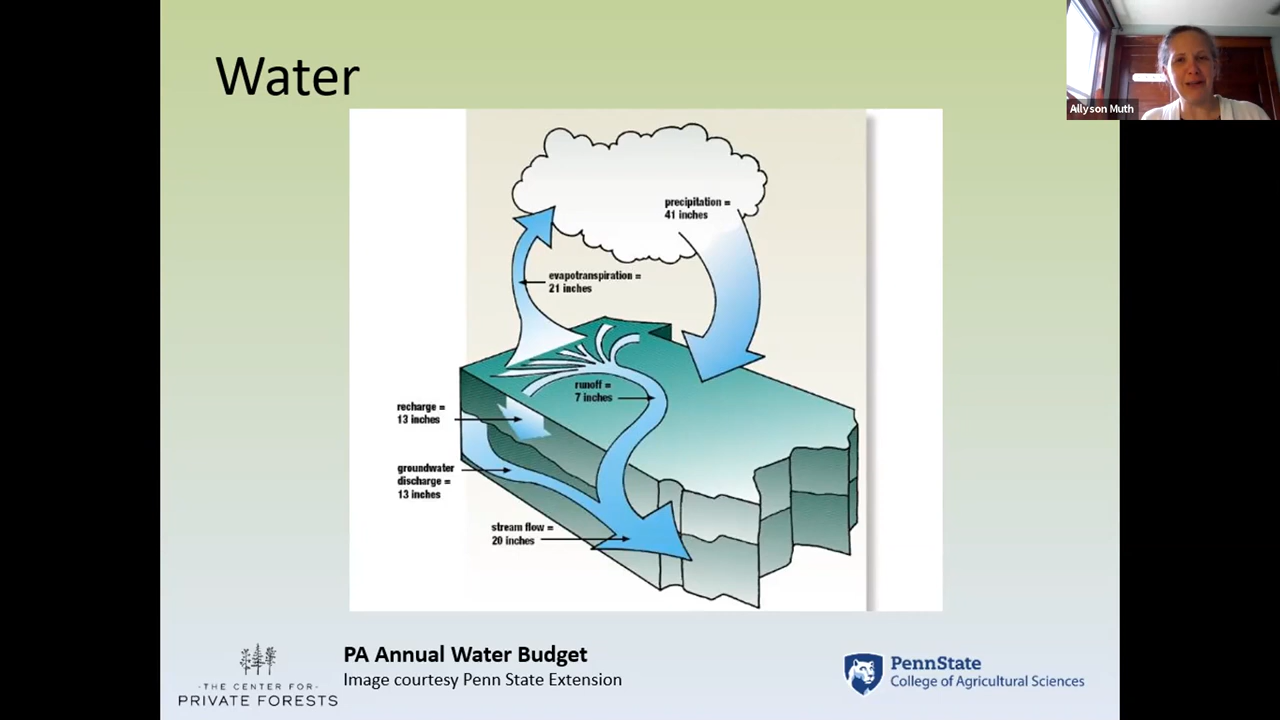 Water
Allyson Muth
precipitation =
41 inches
evapotranspiration =
21 inches
runoff =
7 inches
recharge =
13 inches
groundwater
discharge =
13 inches
stream flow =
20 inches
PA Annual Water Budget
Image courtesy Penn State Extension
· THE CENTER FOR ·
PRIVATE FORESTS
PennState
College of Agricultural Sciences